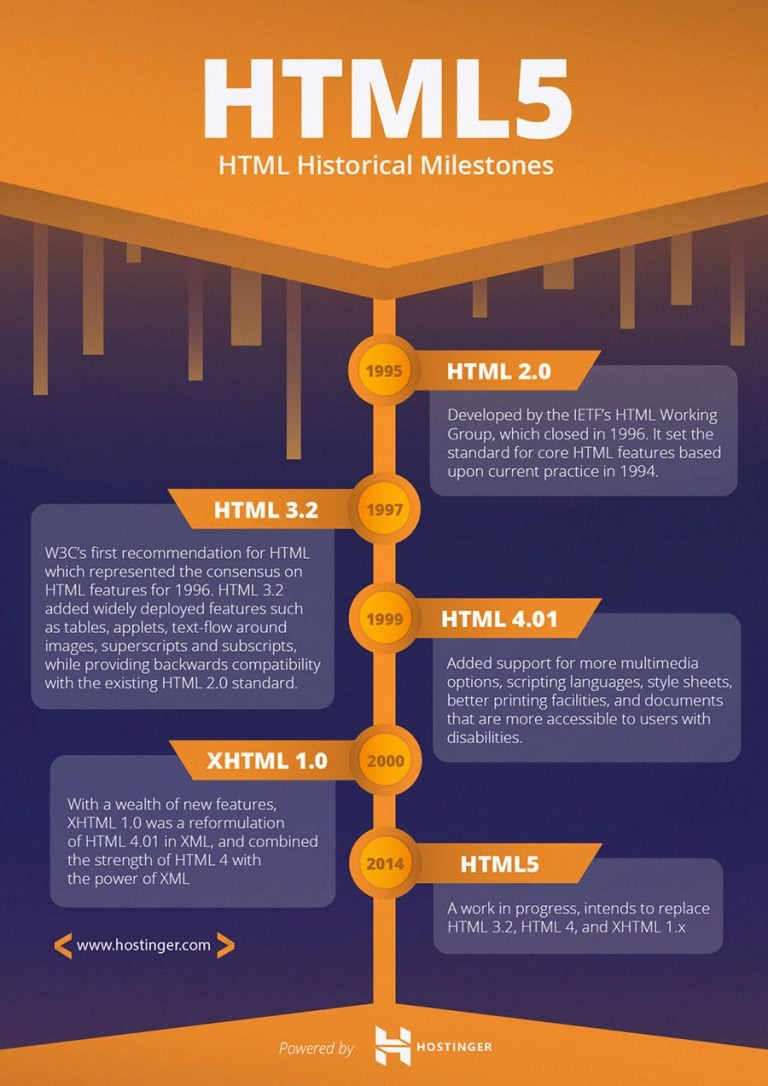 HTML5
HTML Historical Milestones
1995
HTML 2.0
Developed by the IETF's HTML Working
Group, which closed in 1996. It set the
standard for core HTML features based
upon current practice in 1994.
HTML 3.2
1997
W3C's first recommendation for HTML
which represented the consensus on
HTML features for 1996. HTML 3.2
added widely deployed features such
as tables, applets, text-flow around
images, superscripts and subscripts,
while providing backwards compatibility
with the existing HTML 2.0 standard.
1999
HTML 4.01
Added support for more multimedia
options, scripting languages, style sheets,
better printing facilities, and documents
that are more accessible to users with
disabilities.
XHTML 1.0
2000
With a wealth of new features,
XHTML 1.0 was a reformulation
of HTML 4.01 in XML, and combined
the strength of HTML 4 with
the power of XML
2014
HTML5
A work in progress, intends to replace
HTML 3.2, HTML 4, and XHTML 1.x
< www.hostinger.com >
Powered by HOSTINGER